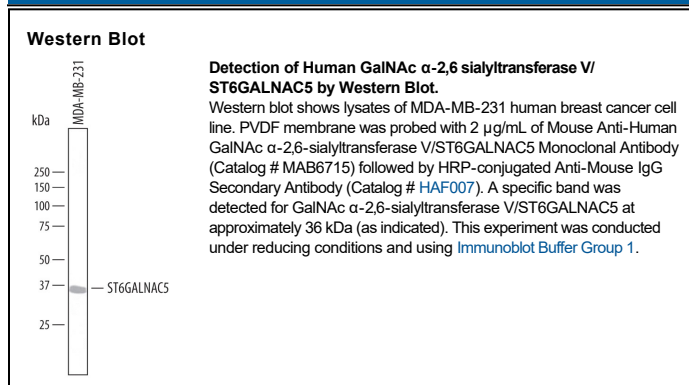 Western Blot
MDA-MB-231
kDa
250
150
100
75
50
37
ST6GALNAC5
25
Detection of Human GalNAc α-2,6 sialyltransferase V/
ST6GALNAC5 by Western Blot.
Western blot shows lysates of MDA-MB-231 human breast cancer cell
line. PVDF membrane was probed with 2 µg/mL of Mouse Anti-Human
GalNAc α-2,6-sialyltransferase V/ST6GALNAC5 Monoclonal Antibody
(Catalog # MAB6715) followed by HRP-conjugated Anti-Mouse IgG
Secondary Antibody (Catalog # HAF007). A specific band was
detected for GalNAc α-2,6-sialyltransferase V/ST6GALNAC5 at
approximately 36 kDa (as indicated). This experiment was conducted
under reducing conditions and using Immunoblot Buffer Group 1.